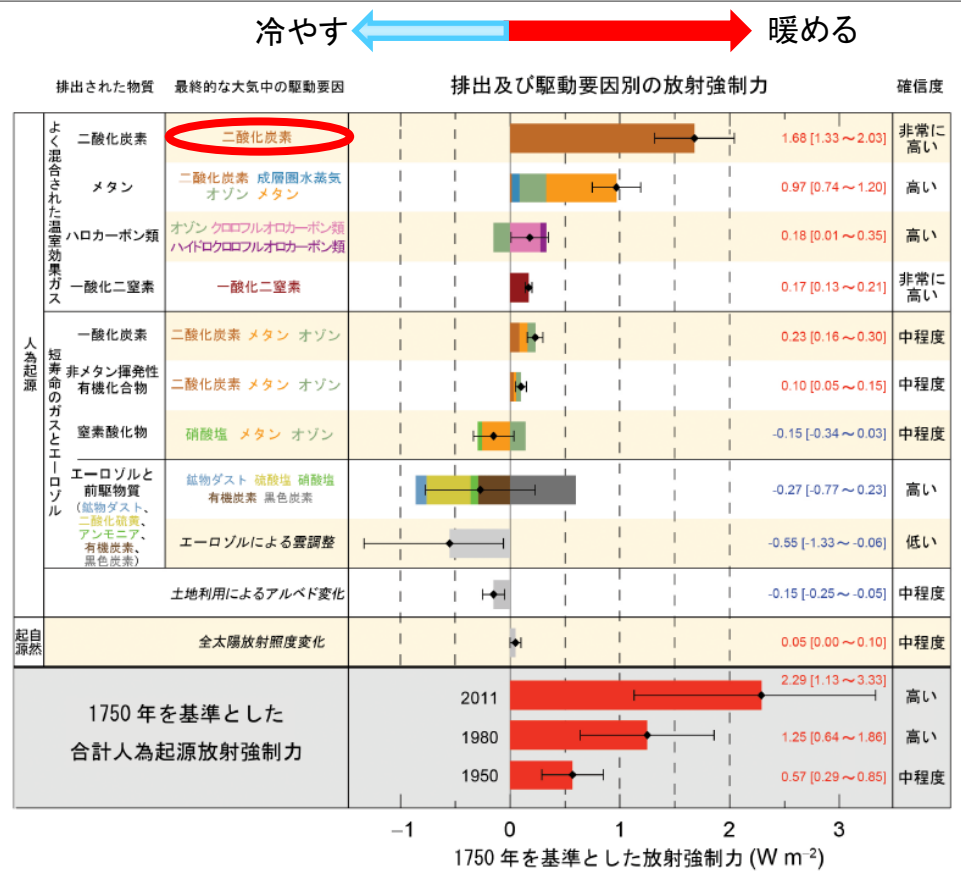 冷やす
暖める
排出された物質
最終的な大気中の駆動要因
排出及び駆動要因別の放射強制力
確信度
人為起源
よく混合された温室効果ガス
二酸化炭素
二酸化炭素
1.68 [1.33～2.03]
非常に
高い
メタン
二酸化炭素 成層圏水蒸気
オゾン メタン
0.97 [0.74～1.20]
高い
ハロカーボン類
オゾン クロロフルオロカーボン類
ハイドロクロロフルオロカーボン類
0.18 [0.01～0.35]
高い
一酸化二窒素
一酸化二窒素
0.17 [0.13～0.21]
非常に
高い
短寿命のガスとエーロゾル
一酸化炭素
二酸化炭素 メタン オゾン
0.23 [0.16～0.30]
中程度
非メタン揮発性
有機化合物
二酸化炭素 メタン オゾン
0.10 [0.05～0.15]
中程度
窒素酸化物
硝酸塩 メタン オゾン
-0.15 [-0.34～0.03]
中程度
エーロゾルと
前駆物質
（鉱物ダスト、
二酸化硫黄、
アンモニア、
有機炭素、
黒色炭素）
鉱物ダスト 硫酸塩 硝酸塩
有機炭素 黒色炭素
-0.27 [-0.77～0.23]
高い
エーロゾルによる雲調整
-0.55 [-1.33～-0.06]
低い
土地利用によるアルベド変化
-0.15 [-0.25～-0.05]
中程度
自然
起源
全太陽放射照度変化
0.05 [0.00～0.10]
中程度
1750 年を基準とした
合計人為起源放射強制力
2011
2.29 [1.13～3.33]
高い
1980
1.25 [0.64～1.86]
高い
1950
0.57 [0.29～0.85]
中程度
−1 0 1 2 3
1750 年を基準とした放射強制力 (W m⁻²)